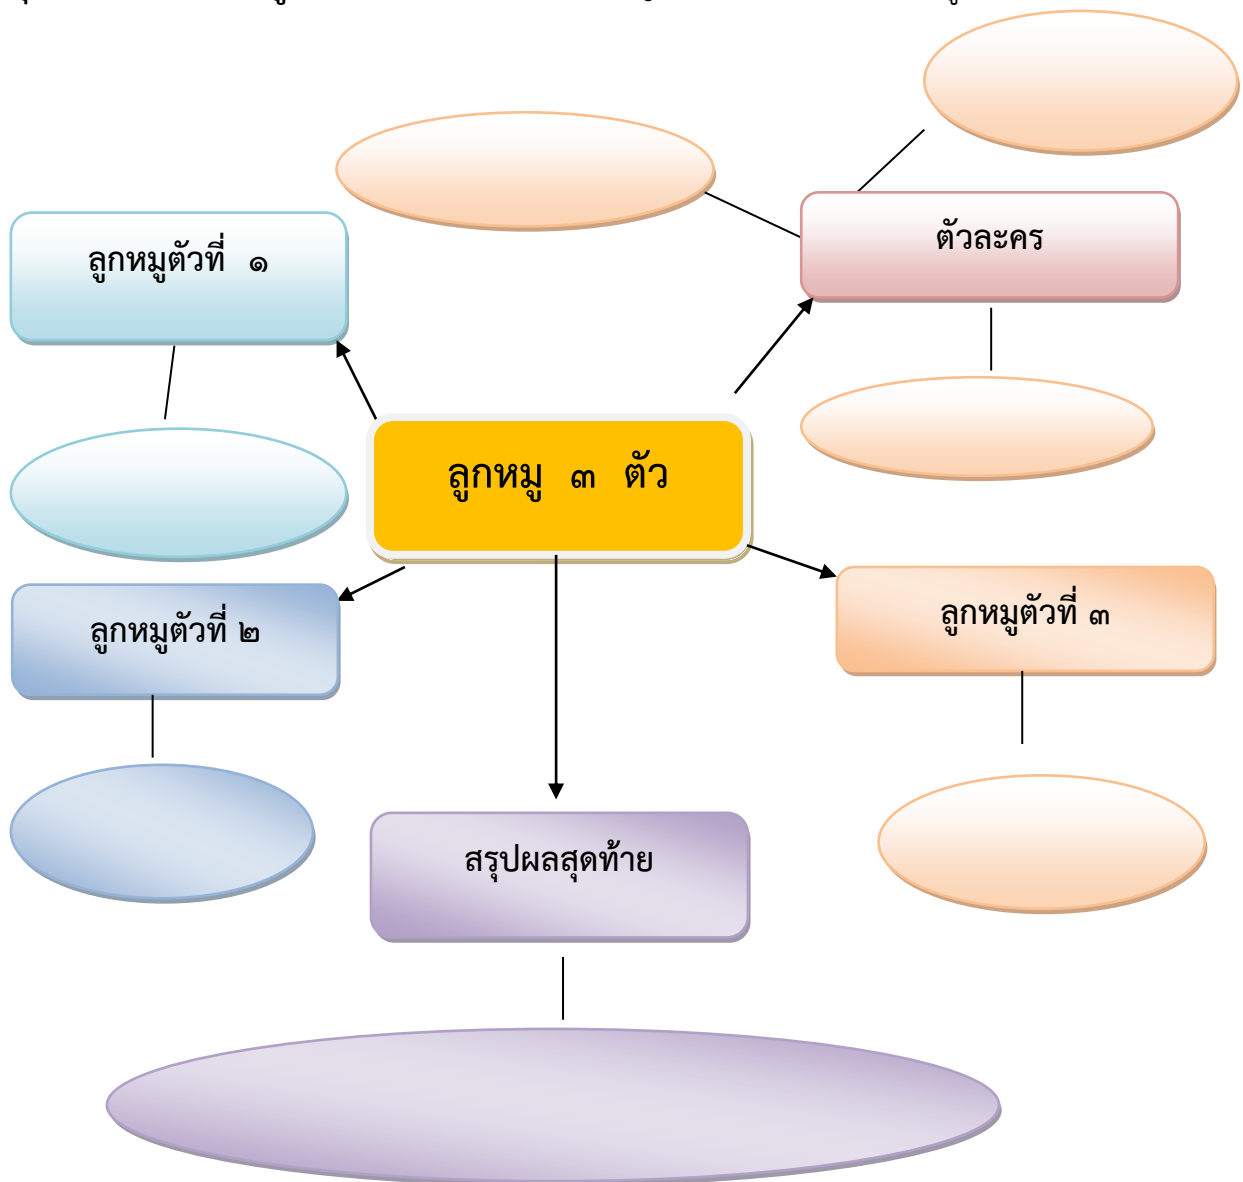 ตัวละคร
ลูกหมูตัวที่ ๑
ลูกหมู ๓ ตัว
ลูกหมูตัวที่ ๒
ลูกหมูตัวที่ ๓
สรุปผลสุดท้าย